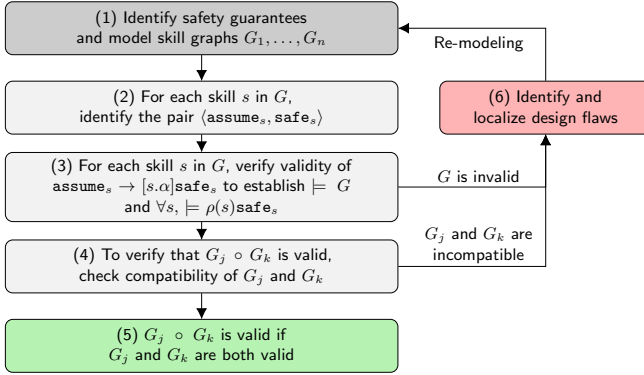 (1) Identify safety guarantees
and model skill graphs G₁, . . . , Gₙ
Re-modeling
(2) For each skill s in G,
identify the pair ⟨assumeₛ, safeₛ⟩
(6) Identify and
localize design flaws
(3) For each skill s in G, verify validity of
assumeₛ → [s.α]safeₛ to establish ⊨ G
and ∀s, ⊨ ρ(s)safeₛ
G is invalid
(4) To verify that Gⱼ ∘ Gₖ is valid,
check compatibility of Gⱼ and Gₖ
Gⱼ and Gₖ are
incompatible
(5) Gⱼ ∘ Gₖ is valid if
Gⱼ and Gₖ are both valid